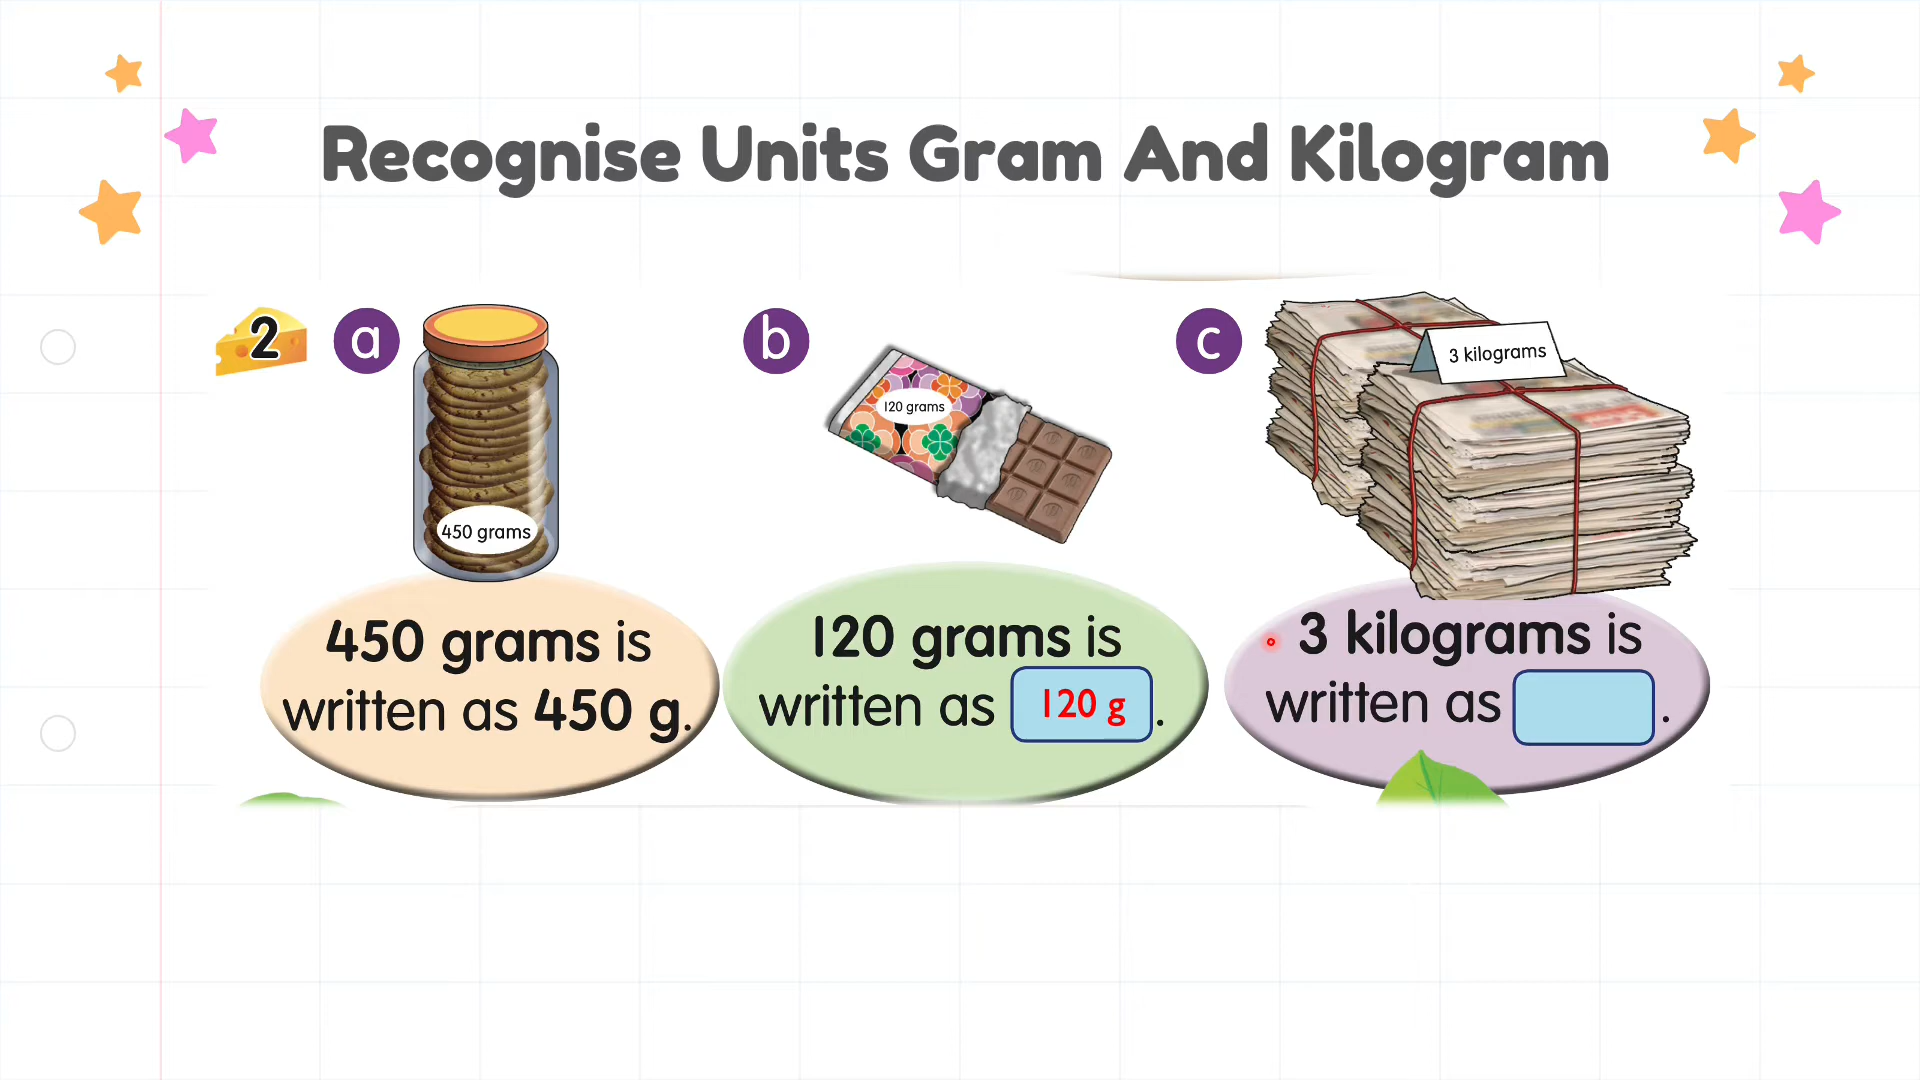 Recognise Units Gram And Kilogram
2
a
450 grams
450 grams is
written as 450 g.
b
120 grams
120 grams is
written as 120 g.
c
3 kilograms
3 kilograms is
written as .